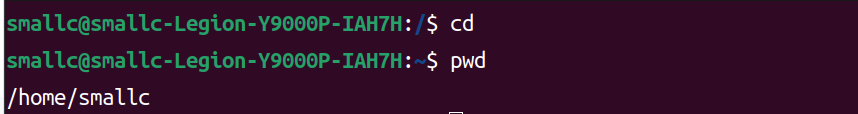 smallc@smallc-Legion-Y9000P-IAH7H:/$ cd
smallc@smallc-Legion-Y9000P-IAH7H:~$ pwd
/home/smallc